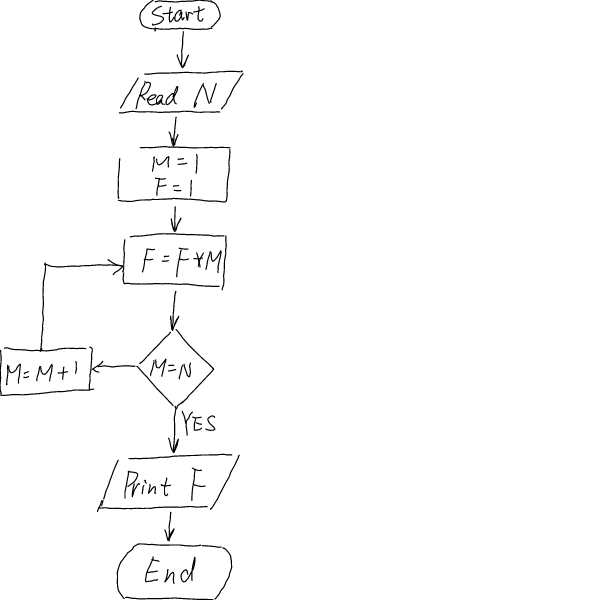 Start
Read N
M=1
F=1
F=F*M
M=N
M=M+1
YES
Print F
End